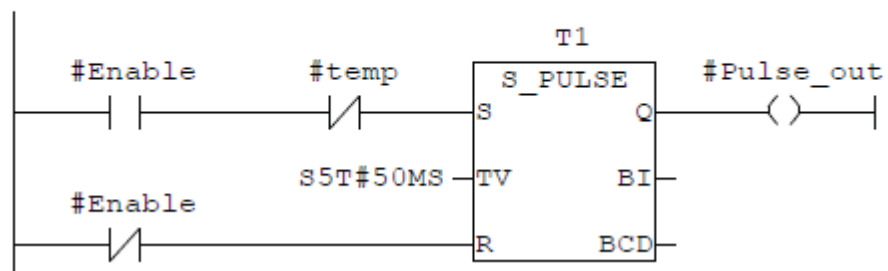 T1
#Enable #temp S_PULSE #Pulse_out
S Q
S5T#50MS TV BI
#Enable
R BCD